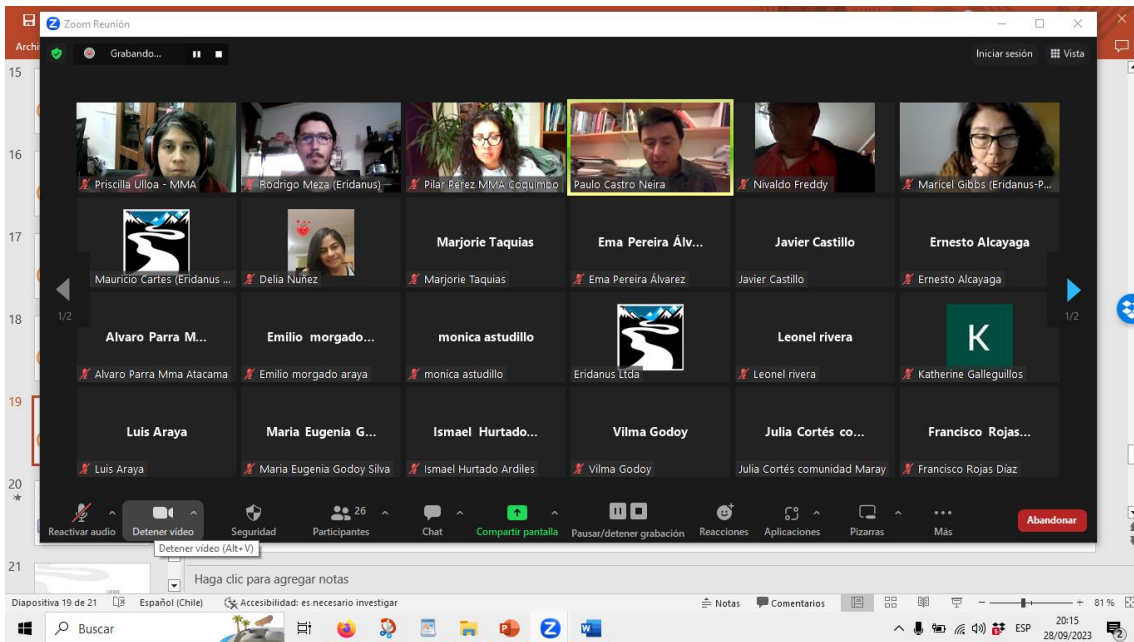 Zoom Reunión
Archi
Grabando...
Iniciar sesión
Vista
15
16
17
18
19
20
21
Priscilla Ulloa - MMA
Rodrigo Meza (Eridanus)
Pilar Perez MMA Coquimbo
Paulo Castro Neira
Nivaldo Freddy
Maricel Gibbs (Eridanus-P...
Marjorie Taquias
Ema Pereira Álv...
Javier Castillo
Ernesto Alcayaga
Mauricio Cartes (Eridanus ...
Delia Nuñez
Marjorie Taquias
Ema Pereira Álvarez
Javier Castillo
Ernesto Alcayaga
1/2
1/2
Alvaro Parra M...
Emilio morgado...
monica astudillo
Leonel rivera
K
Alvaro Parra Mma Atacama
Emilio morgado araya
monica astudillo
Eridanus Ltda
Leonel rivera
Katherine Galleguillos
Luis Araya
Maria Eugenia G...
Ismael Hurtado...
Vilma Godoy
Julia Cortés co...
Francisco Rojas...
Luis Araya
Maria Eugenia Godoy Silva
Ismael Hurtado Ardiles
Vilma Godoy
Julia Cortés comunidad Maray
Francisco Rojas Díaz
26
Reactivar audio
Detener vídeo
Seguridad
Participantes
Chat
Compartir pantalla
Pausar/detener grabación
Reacciones
Aplicaciones
Pizarras
Más
Abandonar
Detener vídeo (Alt+V)
Haga clic para agregar notas
Diapositiva 19 de 21
Español (Chile)
Accesibilidad: es necesario investigar
Notas
Comentarios
81 %
Buscar
ESP
20:15
28/09/2023
2